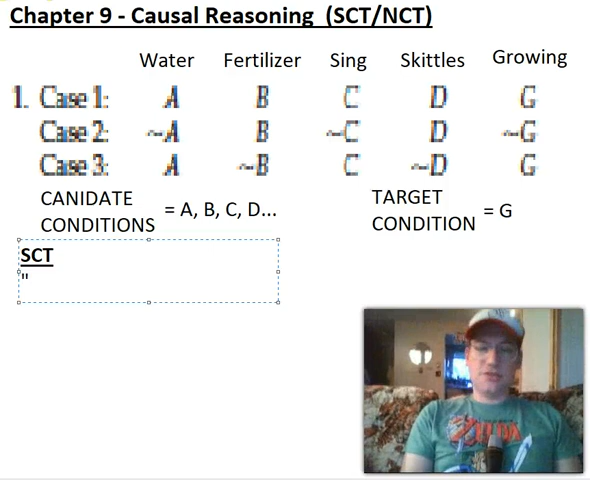 Chapter 9 - Causal Reasoning (SCT/NCT)
Water Fertilizer Sing Skittles Growing
1. Case 1: A B C D G
Case 2: ~A B ~C D ~G
Case 3: A ~B C ~D G
CANIDATE CONDITIONS = A, B, C, D...
TARGET CONDITION = G
SCT
"
ZELDA